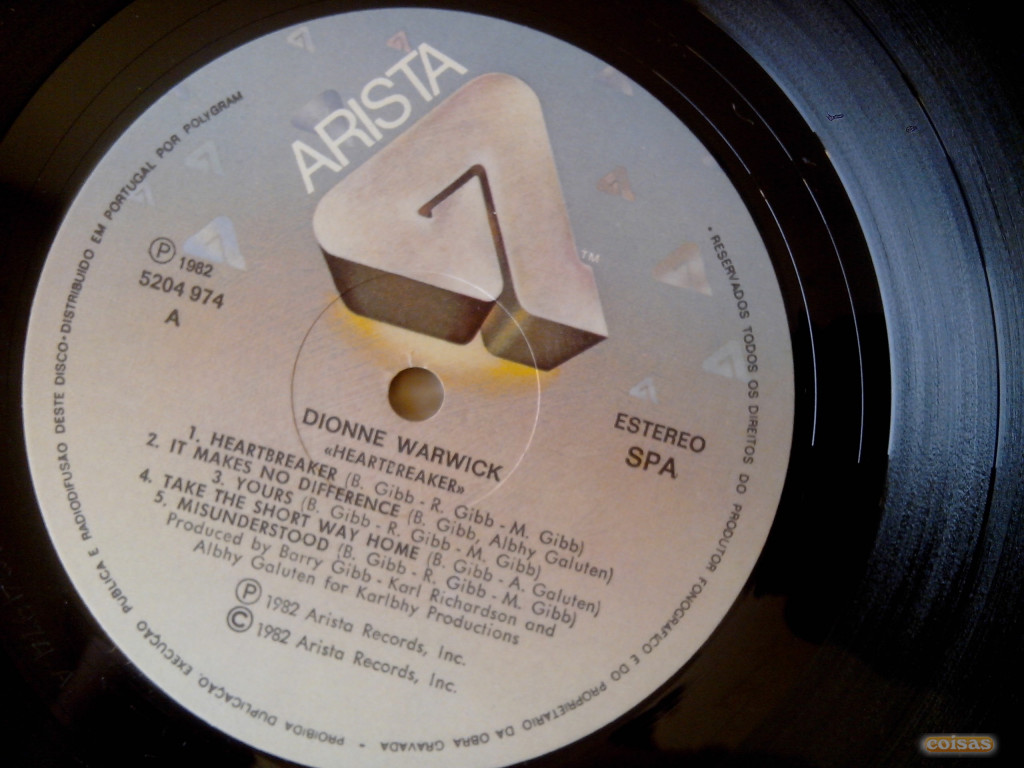 ARISTA
TM
℗ 1982
5204 974
A
ESTEREO
SPA
DIONNE WARWICK
«HEARTBREAKER»
1. HEARTBREAKER (B. Gibb - R. Gibb - M. Gibb)
2. IT MAKES NO DIFFERENCE (B. Gibb, Albhy Galuten)
3. YOURS (B. Gibb - R. Gibb - M. Gibb)
4. TAKE THE SHORT WAY HOME (B. Gibb - A. Galuten)
5. MISUNDERSTOOD (B. Gibb - R. Gibb - M. Gibb)
Produced by Barry Gibb - Karl Richardson and
Albhy Galuten for Karlbhy Productions
℗ 1982 Arista Records, Inc.
© 1982 Arista Records, Inc.
• RESERVADOS TODOS OS DIREITOS DO PRODUTOR FONOGRAFICO E DO PROPRIETARIO DA OBRA GRAVADA - PROIBIDA DUPLICAÇÃO, EXECUÇÃO PUBLICA E RADIODIFUSAO DESTE DISCO • DISTRIBUIDO EM PORTUGAL POR POLYGRAM
coisas